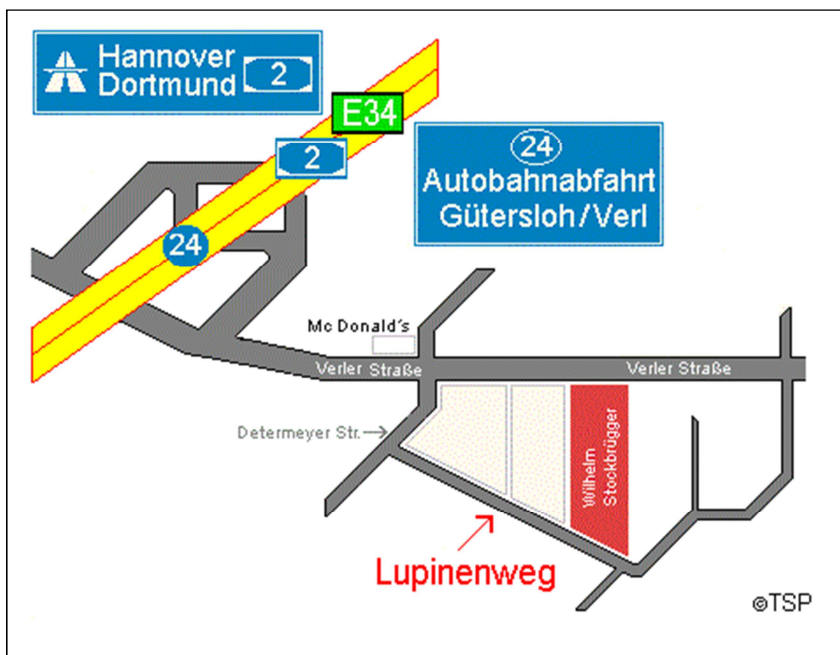 Hannover
Dortmund
2
E34
2
24
Autobahnabfahrt
Gütersloh/Verl
24
Mc Donald´s
Verler Straße
Verler Straße
Determeyer Str.
Wilhelm
Stockbrügger
Lupinenweg
©TSP